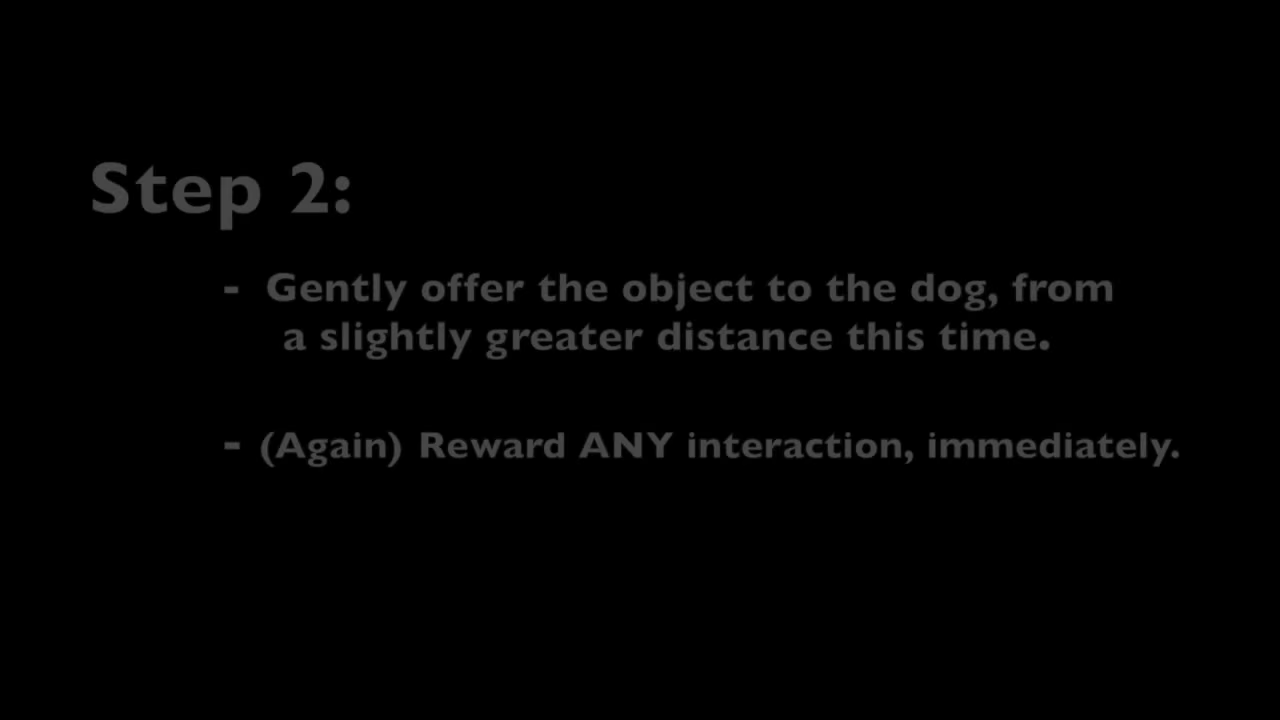 Step 2:
- Gently offer the object to the dog, from
a slightly greater distance this time.
- (Again) Reward ANY interaction, immediately.